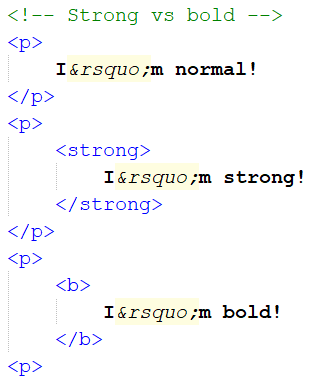 <!-- Strong vs bold -->
<p>
    I&rsquo;m normal!
</p>
<p>
    <strong>
        I&rsquo;m strong!
    </strong>
</p>
<p>
    <b>
        I&rsquo;m bold!
    </b>
<p>